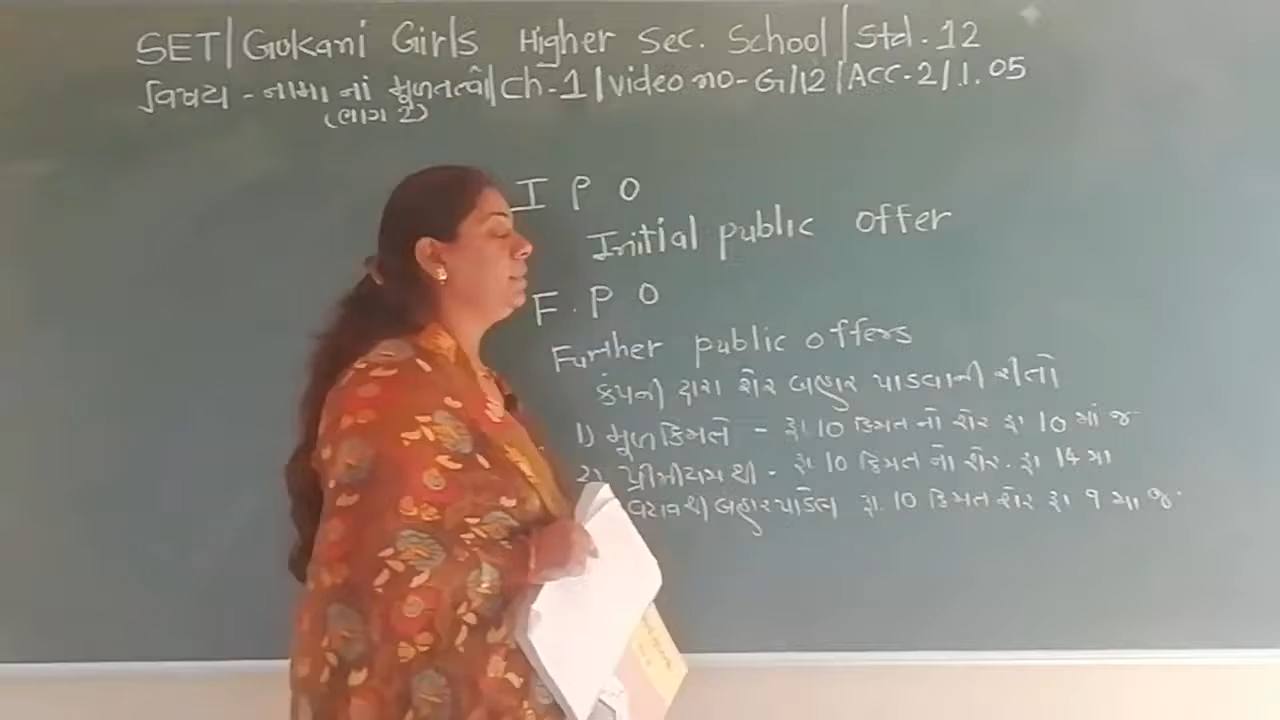 SET/Gokani Girls Higher Sec. School/Std. 12
વિષય - નામા નાં મૂળતત્વો/Ch-1/video no-G/12/ACC-2/1.05
(ભાગ 2)
I P O
Initial public offer
F. P O
Further public offers
કંપની દ્વારા શેર બહાર પાડવાની રીતો
1) મૂળકિંમતે - રૂા 10 કિંમત નો શેર રૂા 10 માં જ
2) પ્રીમીયમ થી - રૂા 10 કિંમત નો શેર. રૂા 14 મા
વટાવથી બહારપાડેલ રૂા. 10 કિંમત શેર રૂા 9 મા જ.